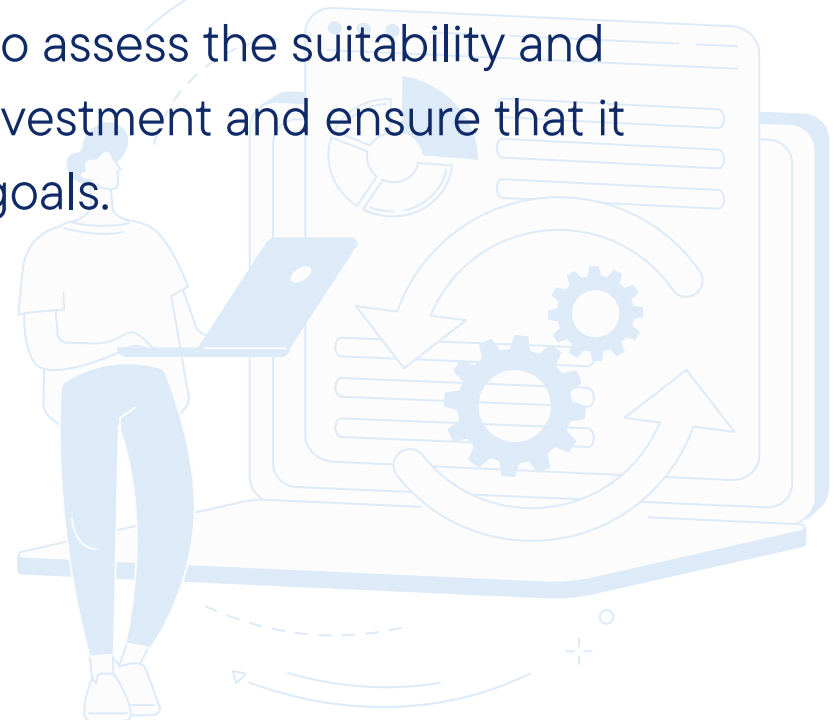 o assess the suitability and
vestment and ensure that it
goals.